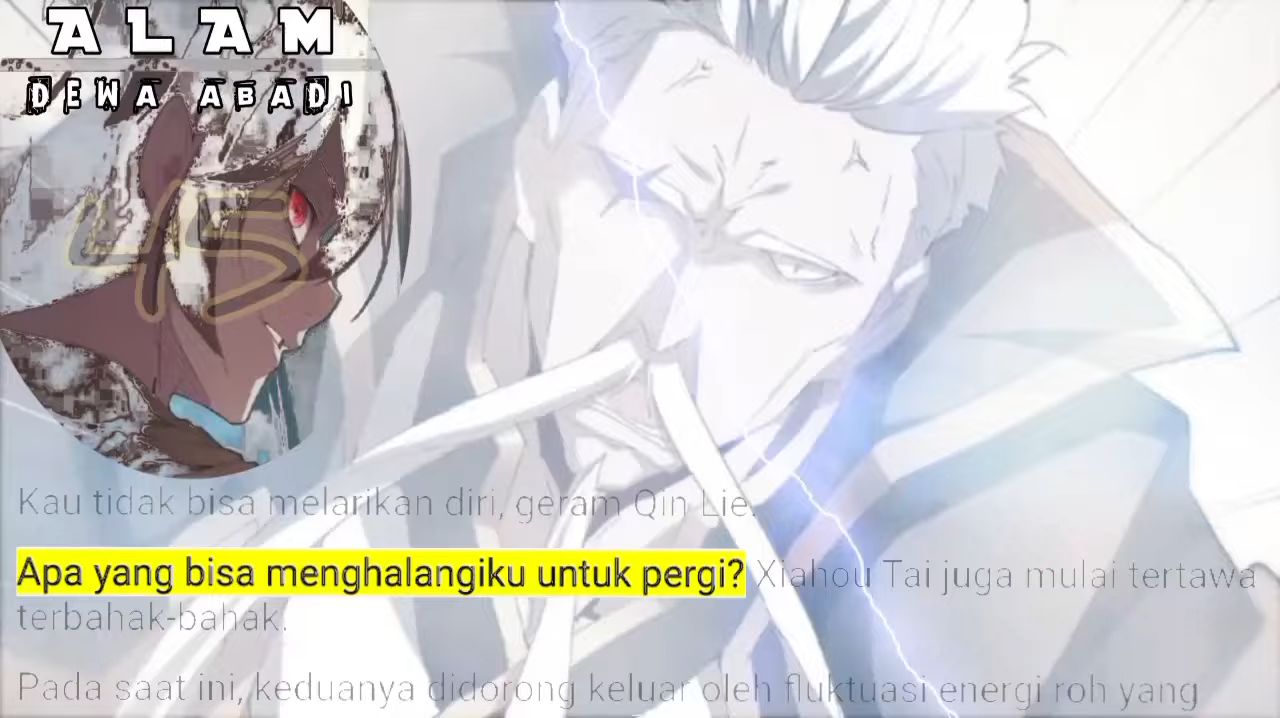 ALAM
DEWA ABADI
45
Kau tidak bisa melarikan diri, geram Qin Lie.
Apa yang bisa menghalangiku untuk pergi? Xiahou Tai juga mulai tertawa
terbahak-bahak.
Pada saat ini, keduanya didorong keluar oleh fluktuasi energi roh yang